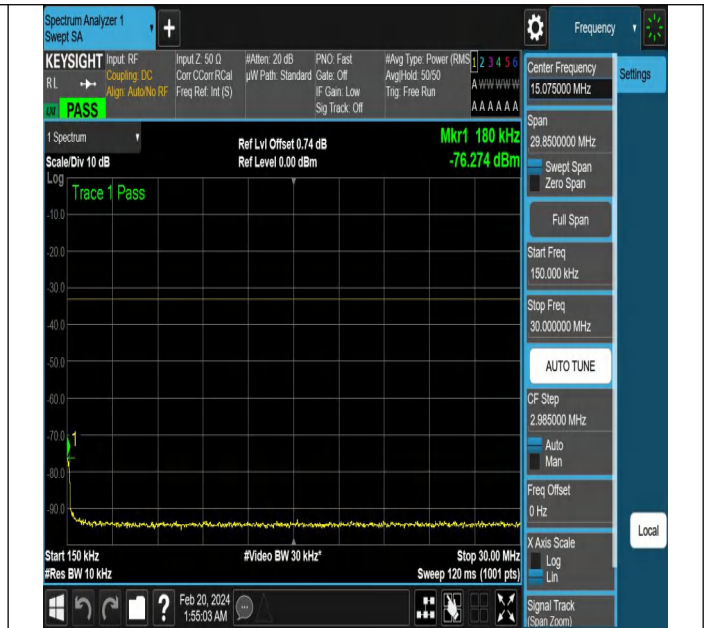 Spectrum Analyzer 1
Swept SA
Frequency
KEYSIGHT
RL
PASS
Input: RF
Coupling: DC
Align: Auto/No RF
Input Z: 50 Ω
Corr CCorr RCal
Freq Ref: Int (S)
#Atten: 20 dB
µW Path: Standard
PNO: Fast
Gate: Off
IF Gain: Low
Sig Track: Off
#Avg Type: Power (RMS
Avg|Hold: 50/50
Trig: Free Run
1 2 3 4 5 6
A W W W W W
A A A A A A
1 Spectrum
Scale/Div 10 dB
Log
Ref Lvl Offset 0.74 dB
Ref Level 0.00 dBm
Mkr1 180 kHz
-76.274 dBm
Trace 1 Pass
-10.0
-20.0
-30.0
-40.0
-50.0
-60.0
-70.0
1
-80.0
-90.0
Start 150 kHz
#Res BW 10 kHz
#Video BW 30 kHz*
Stop 30.00 MHz
Sweep 120 ms (1001 pts)
Feb 20, 2024
1:55:03 AM
Center Frequency
15.075000 MHz
Settings
Span
29.8500000 MHz
Swept Span
Zero Span
Full Span
Start Freq
150.000 kHz
Stop Freq
30.000000 MHz
AUTO TUNE
CF Step
2.985000 MHz
Auto
Man
Freq Offset
0 Hz
X Axis Scale
Log
Lin
Local
Signal Track
(Span Zoom)